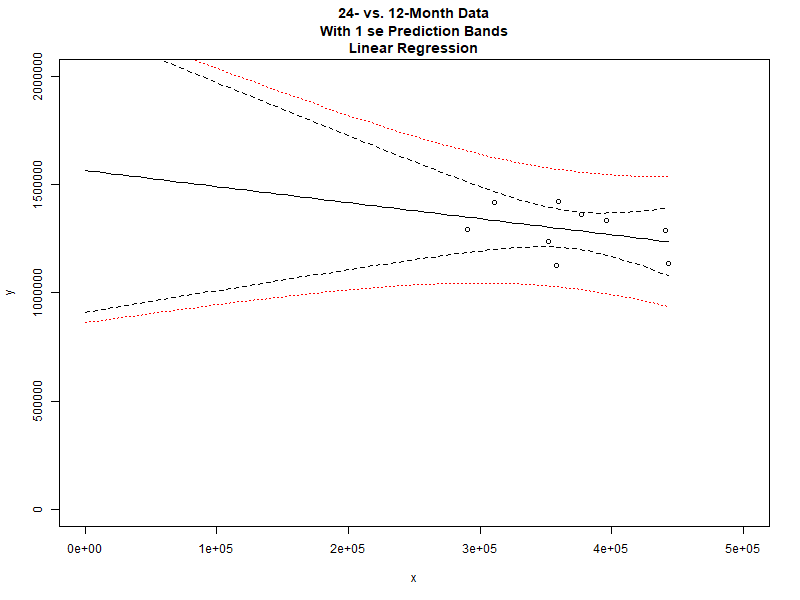 24- vs. 12-Month Data
With 1 se Prediction Bands
Linear Regression
2000000
1500000
1000000
500000
0
y
0e+00 1e+05 2e+05 3e+05 4e+05 5e+05
x